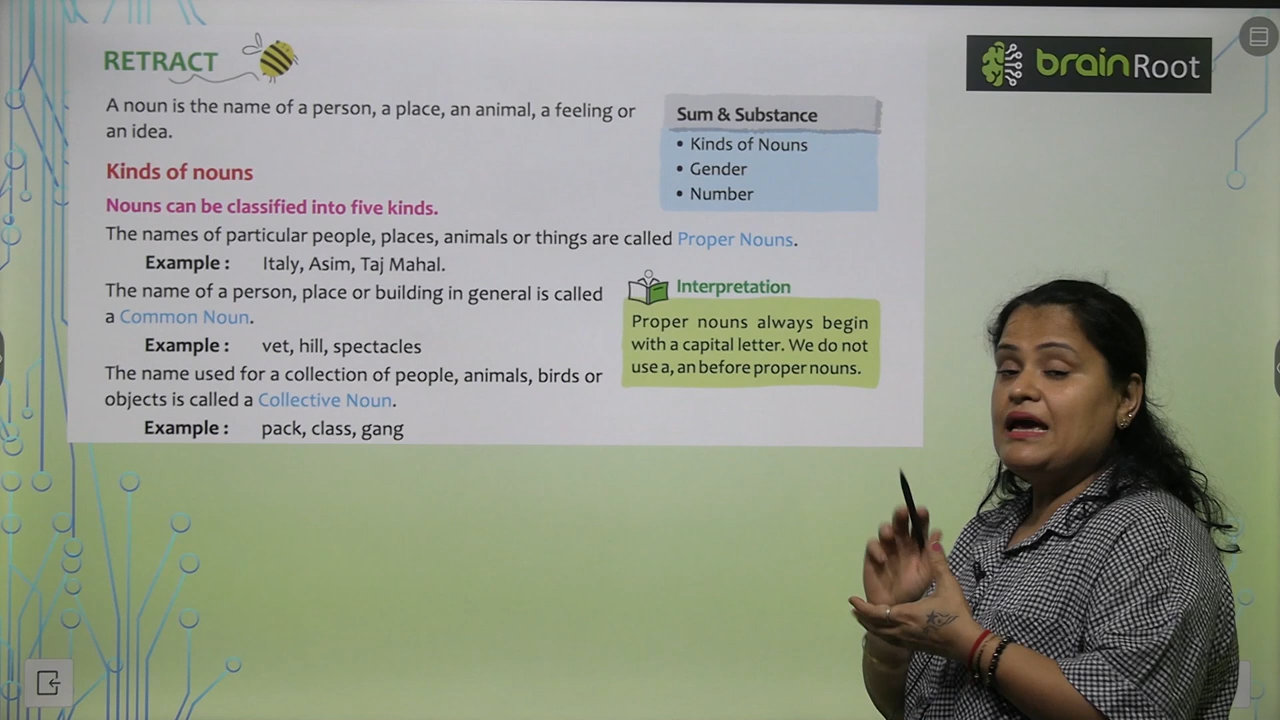 RETRACT
A noun is the name of a person, a place, an animal, a feeling or
an idea.
Kinds of nouns
Nouns can be classified into five kinds.
The names of particular people, places, animals or things are called Proper Nouns.
Example : Italy, Asim, Taj Mahal.
The name of a person, place or building in general is called
a Common Noun.
Example : vet, hill, spectacles
The name used for a collection of people, animals, birds or
objects is called a Collective Noun.
Example : pack, class, gang
Sum & Substance
• Kinds of Nouns
• Gender
• Number
Interpretation
Proper nouns always begin
with a capital letter. We do not
use a, an before proper nouns.
brainRoot